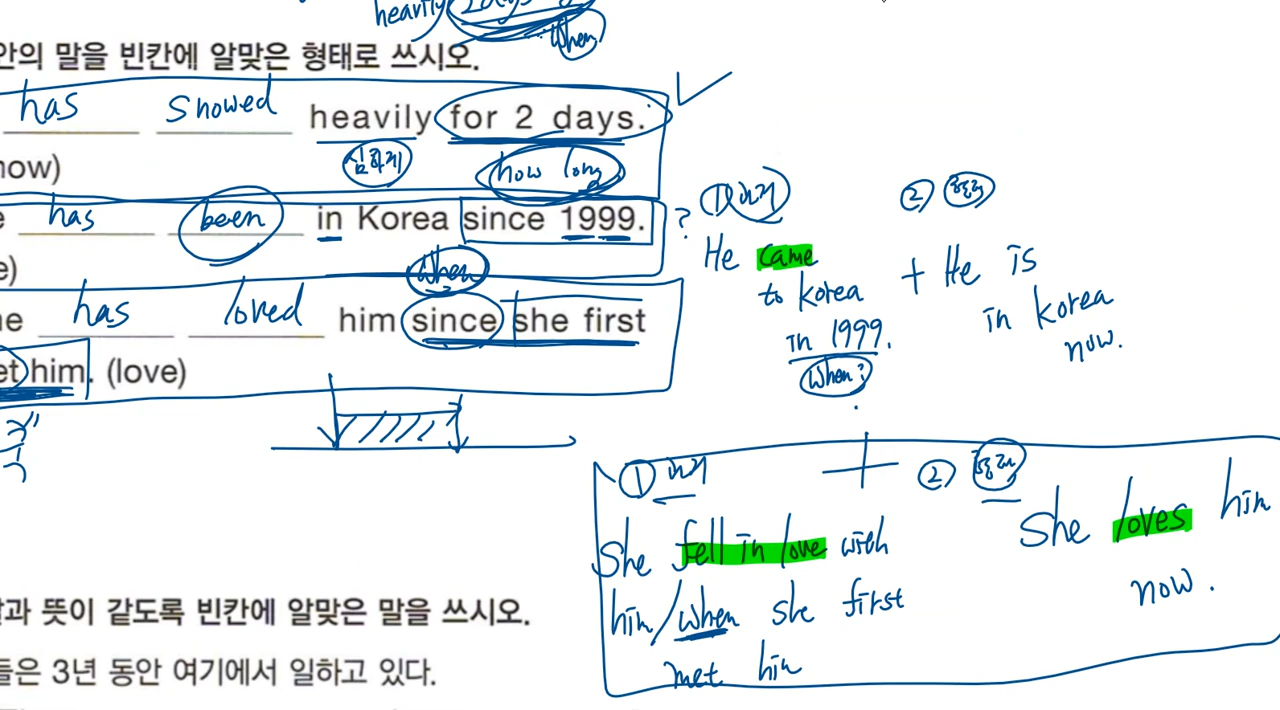 heavily 2days
when
안의 말을 빈칸에 알맞은 형태로 쓰시오.
has showed heavily for 2 days.
심하게 how long
now)
has been in Korea since 1999. ?
e)
when
ne has loved him since she first
et him. (love)
① 과거
He came
to korea
in 1999.
when?
② 현재
+ He is
in korea
now.
① 과거
She fell in love with
him/when she first
met him
+
② 현재
She loves him
now.
말과 뜻이 같도록 빈칸에 알맞은 말을 쓰시오.
들은 3년 동안 여기에서 일하고 있다.